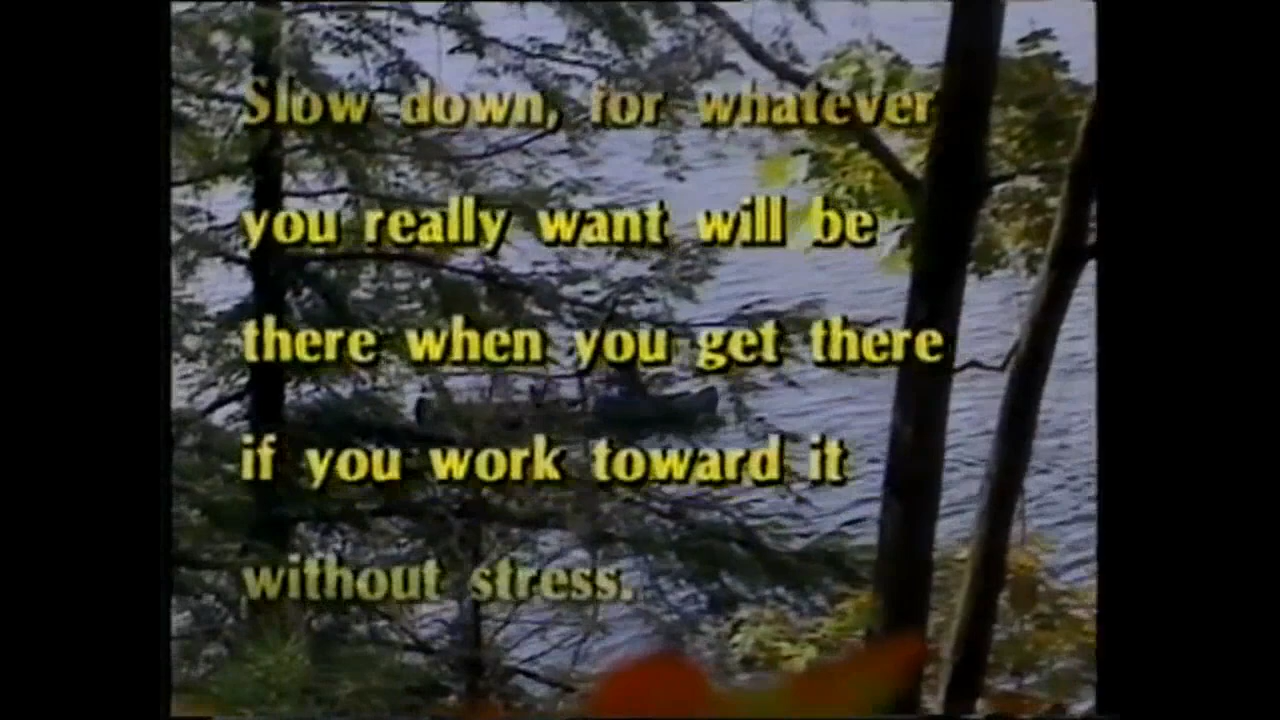 Slow down, for whatever
you really want will be
there when you get there
if you work toward it
without stress.